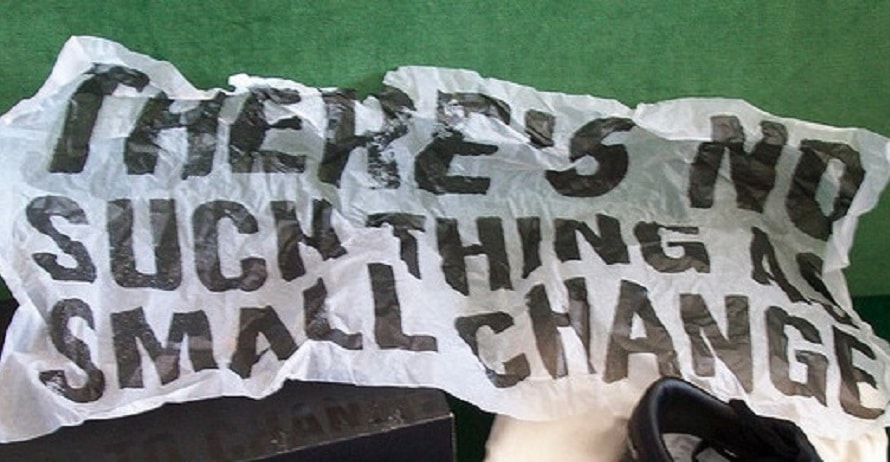 THERE'S NO
SUCH THING AS
SMALL CHANGE